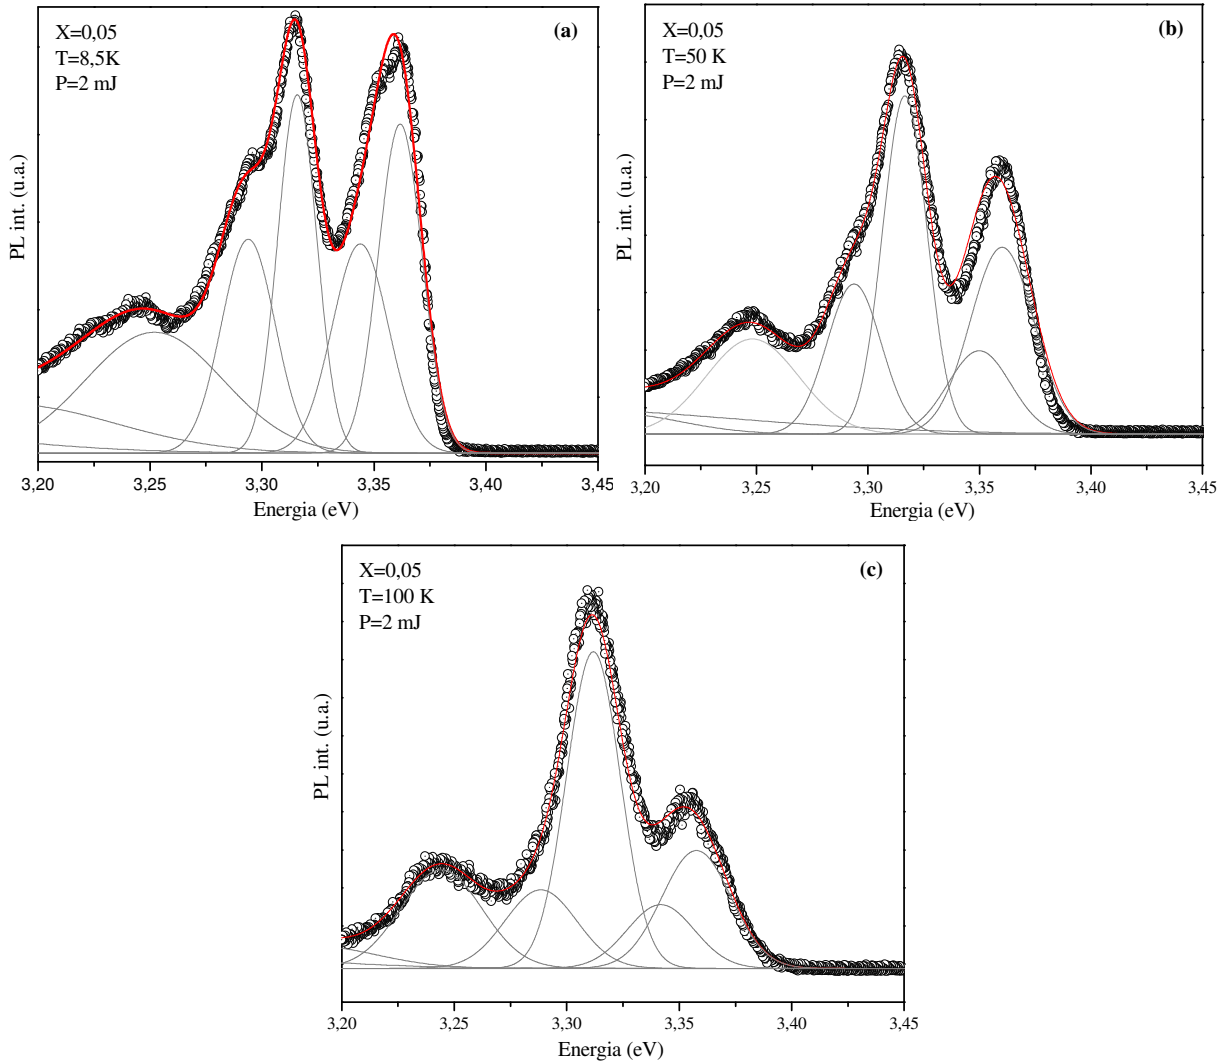 X=0,05
T=8,5K
P=2 mJ
(a)
PL int. (u.a.)
3,20 3,25 3,30 3,35 3,40 3,45
Energia (eV)
X=0,05
T=50 K
P=2 mJ
(b)
PL int. (u.a.)
3,20 3,25 3,30 3,35 3,40 3,45
Energia (eV)
X=0,05
T=100 K
P=2 mJ
(c)
PL int. (u.a.)
3,20 3,25 3,30 3,35 3,40 3,45
Energia (eV)